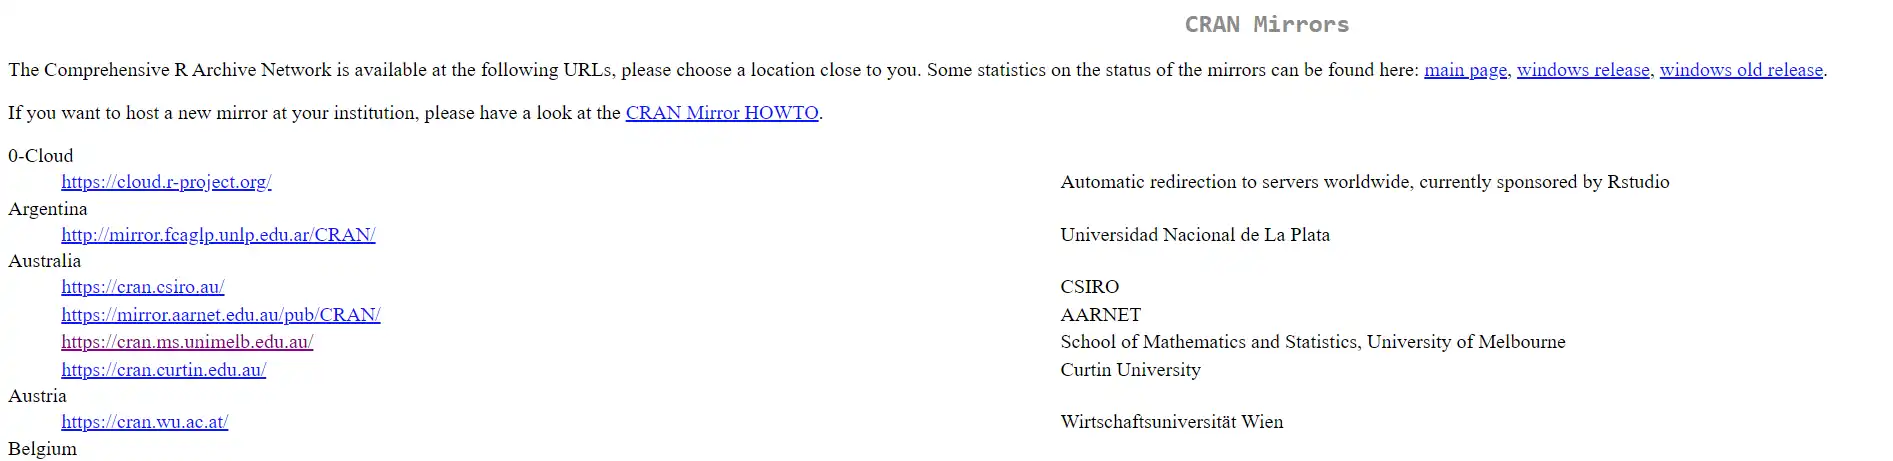 CRAN Mirrors
The Comprehensive R Archive Network is available at the following URLs, please choose a location close to you. Some statistics on the status of the mirrors can be found here: main page, windows release, windows old release.
If you want to host a new mirror at your institution, please have a look at the CRAN Mirror HOWTO.
0-Cloud
https://cloud.r-project.org/ Automatic redirection to servers worldwide, currently sponsored by Rstudio
Argentina
http://mirror.fcaglp.unlp.edu.ar/CRAN/ Universidad Nacional de La Plata
Australia
https://cran.csiro.au/ CSIRO
https://mirror.aarnet.edu.au/pub/CRAN/ AARNET
https://cran.ms.unimelb.edu.au/ School of Mathematics and Statistics, University of Melbourne
https://cran.curtin.edu.au/ Curtin University
Austria
https://cran.wu.ac.at/ Wirtschaftsuniversität Wien
Belgium